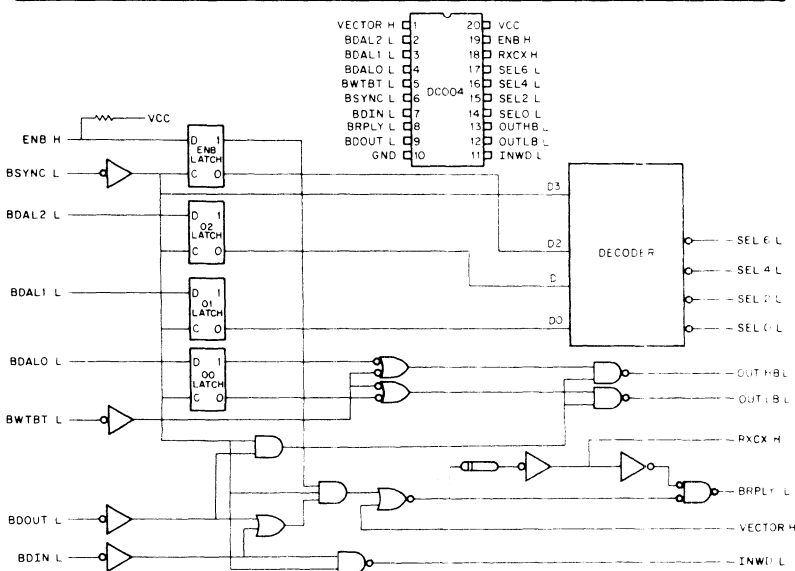 VECTOR H 1 20 VCC
BDAL2 L 2 19 ENB H
BDAL1 L 3 18 RXCX H
BDAL0 L 4 17 SEL6 L
BWTBT L 5 DC004 16 SEL4 L
BSYNC L 6 15 SEL2 L
BDIN L 7 14 SEL0 L
BRPLY L 8 13 OUTHB L
BDOUT L 9 12 OUTLB L
GND 10 11 INWD L
VCC
ENB H
D 1
ENB
LATCH
C 0
BSYNC L
D3
BDAL2 L
D 1
02
LATCH
C 0
D2
DECODER
SEL 6 L
D
SEL 4 L
BDAL1 L
D 1
01
LATCH
C 0
SEL 2 L
D0
SEL 0 L
BDAL0 L
D 1
00
LATCH
C 0
OUTHB L
OUTLB L
BWTBT L
RXCX H
BRPLY L
BDOUT L
VECTOR H
BDIN L
INWD L